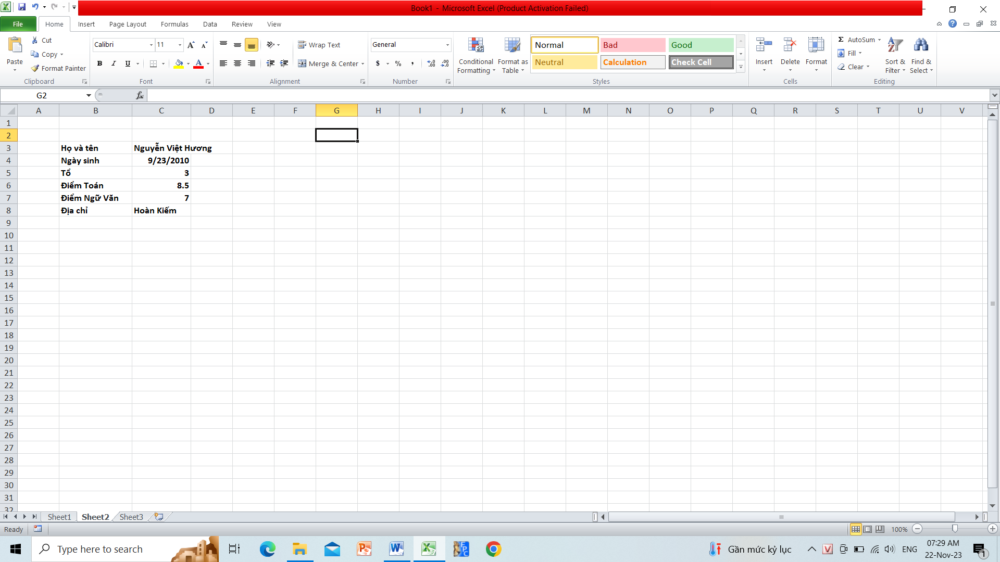 Book1 - Microsoft Excel (Product Activation Failed)
File Home Insert Page Layout Formulas Data Review View
Paste
Cut
Copy
Format Painter
Clipboard
Calibri 11
B I U
Font
Wrap Text
Merge & Center
Alignment
General
$ % ,
Number
Conditional Formatting
Format as Table
Normal Bad Good
Neutral Calculation Check Cell
Styles
Insert Delete Format
Cells
AutoSum
Fill
Clear
Sort & Filter
Find & Select
Editing
G2
A B C D E F G H I J K L M N O P Q R S T U V
1
2
3 Họ và tên Nguyễn Việt Hương
4 Ngày sinh 9/23/2010
5 Tổ 3
6 Điểm Toán 8.5
7 Điểm Ngữ Văn 7
8 Địa chỉ Hoàn Kiếm
9
10
11
12
13
14
15
16
17
18
19
20
21
22
23
24
25
26
27
28
29
30
31
32
Sheet1 Sheet2 Sheet3
Ready 100%
Type here to search
Gần mức kỷ lục
ENG
07:29 AM
22-Nov-23
1